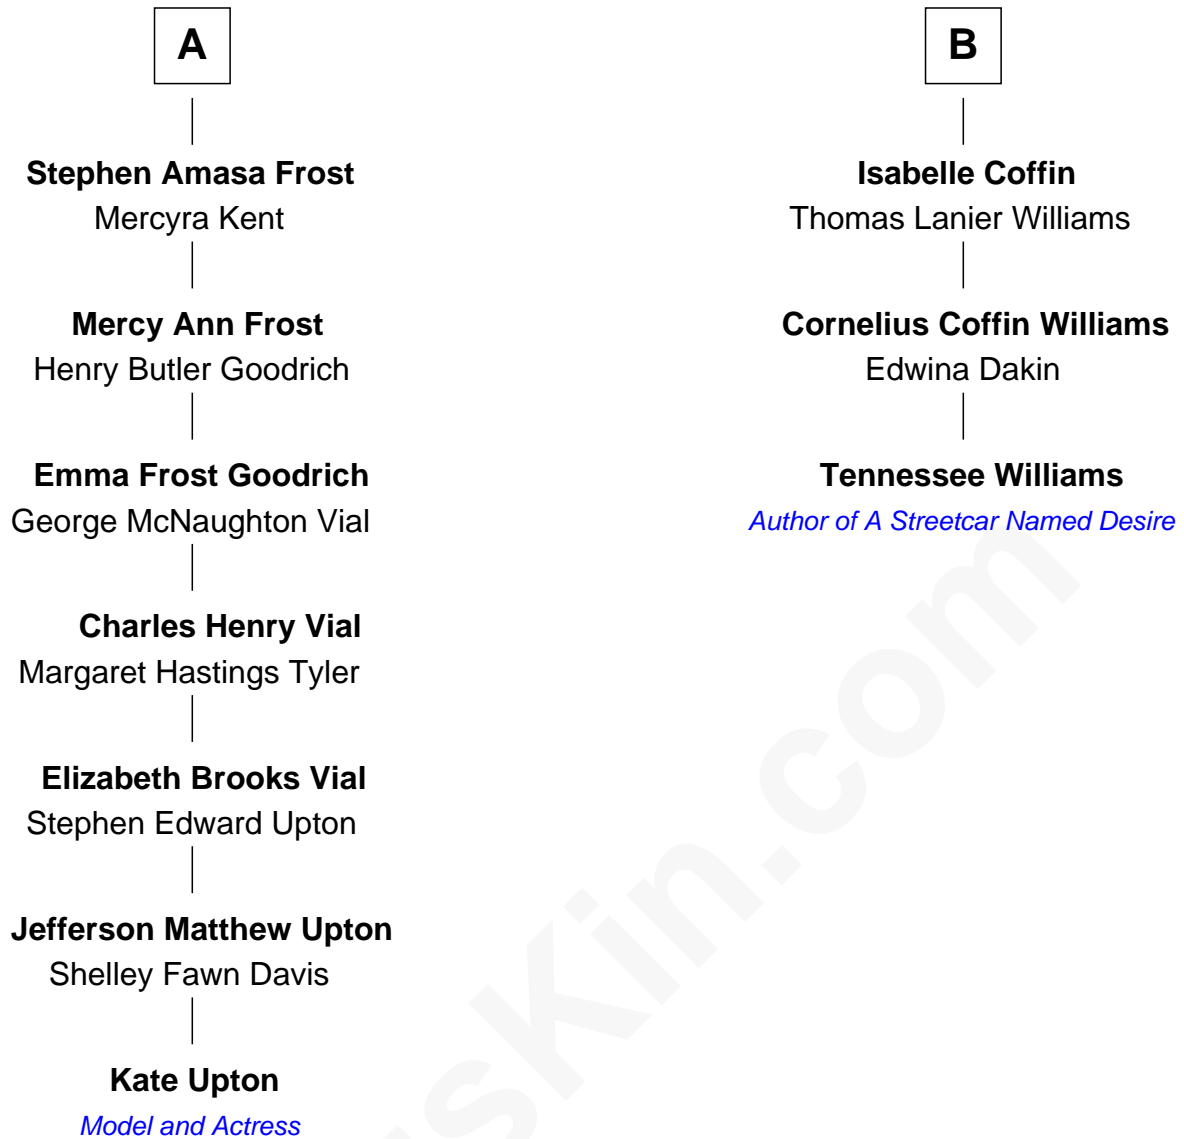 A
Stephen Amasa Frost
Mercyra Kent
Mercy Ann Frost
Henry Butler Goodrich
Emma Frost Goodrich
George McNaughton Vial
Charles Henry Vial
Margaret Hastings Tyler
Elizabeth Brooks Vial
Stephen Edward Upton
Jefferson Matthew Upton
Shelley Fawn Davis
Kate Upton
Model and Actress
B
Isabelle Coffin
Thomas Lanier Williams
Cornelius Coffin Williams
Edwina Dakin
Tennessee Williams
Author of A Streetcar Named Desire
sKin.com